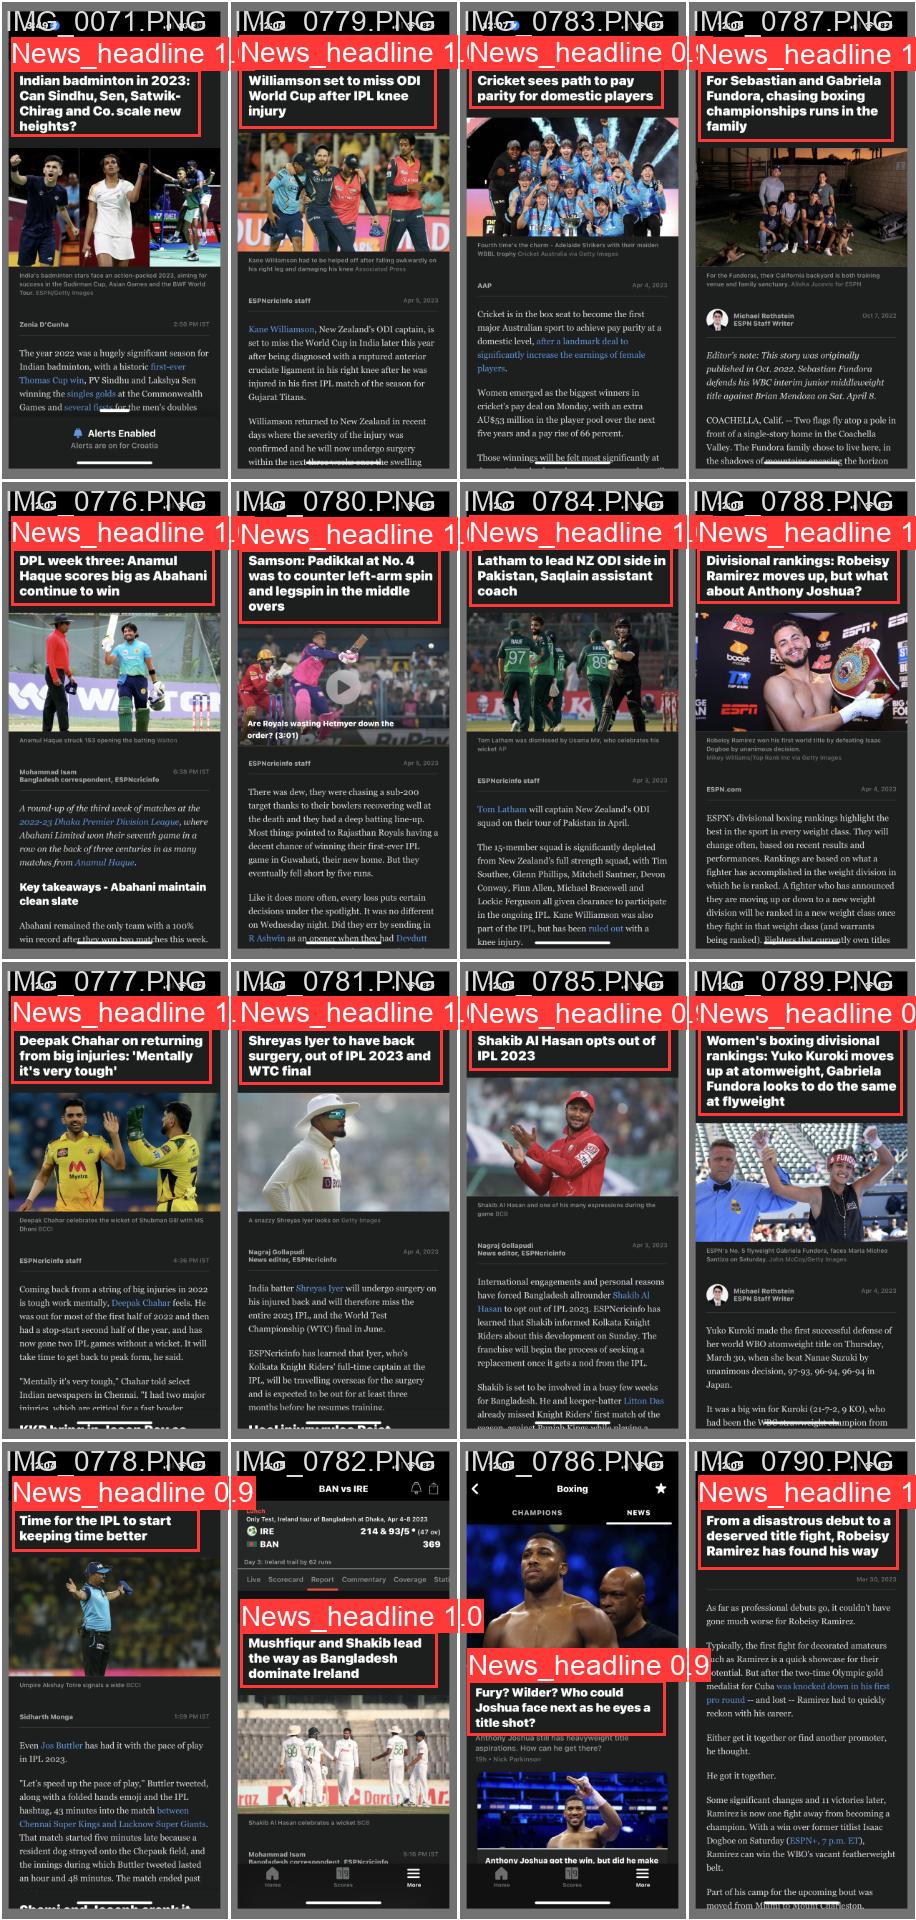 IMG_0071.PNG
News_headline 1.
Indian badminton in 2023:
Can Sindhu, Sen, Satwik-
Chirag and Co. scale new
heights?
India's badminton stars face an action-packed 2023, aiming for
success in the Sudirman Cup, Asian Games and the BWF World
Tour. ESPN/Getty Images
Zenia D'Cunha
2:50 PM IST
The year 2022 was a hugely significant season for
Indian badminton, with a historic first-ever
Thomas Cup win, PV Sindhu and Lakshya Sen
winning the singles golds at the Commonwealth
Games and several firsts for the men's doubles
Alerts Enabled
Alerts are on for Croatia
IMG_0779.PNG
News_headline 1.0
Williamson set to miss ODI
World Cup after IPL knee
injury
Kane Williamson had to be helped off after falling awkwardly on
his right leg and damaging his knee Associated Press
ESPNcricinfo staff
Apr 5, 2023
Kane Williamson, New Zealand's ODI captain, is
set to miss the World Cup in India later this year
after being diagnosed with a ruptured anterior
cruciate ligament in his right knee after he was
injured in his first IPL match of the season for
Gujarat Titans.
Williamson returned to New Zealand in recent
days where the severity of the injury was
confirmed and he will now undergo surgery
within the next three weeks once the swelling
IMG_0783.PNG
News_headline 0.9
Cricket sees path to pay
parity for domestic players
Fourth time's the charm - Adelaide Strikers with their maiden
WBBL trophy Cricket Australia via Getty Images
AAP
Apr 4, 2023
Cricket is in the box seat to become the first
major Australian sport to achieve pay parity at a
domestic level, after a landmark deal to
significantly increase the earnings of female
players.
Women emerged as the biggest winners in
cricket's pay deal on Monday, with an extra
AU$53 million in the player pool over the next
five years and a pay rise of 66 percent.
Those winnings will be felt most significantly at
IMG_0787.PNG
News_headline 1.
For Sebastian and Gabriela
Fundora, chasing boxing
championships runs in the
family
For the Fundoras, their California backyard is both training
venue and family sanctuary. Alisha Jucevic for ESPN
Michael Rothstein
ESPN Staff Writer
Oct 7, 2022
Editor's note: This story was originally
published in Oct. 2022. Sebastian Fundora
defends his WBC interim junior middleweight
title against Brian Mendoza on Sat. April 8.
COACHELLA, Calif. -- Two flags fly atop a pole in
front of a single-story home in the Coachella
Valley. The Fundora family chose to live here, in
the shadows of mountains encasing the horizon
IMG_0776.PNG
News_headline 1.
DPL week three: Anamul
Haque scores big as Abahani
continue to win
Anamul Haque struck 153 opening the batting Walton
Mohammad Isam
Bangladesh correspondent, ESPNcricinfo
6:38 PM IST
A round-up of the third week of matches at the
2022-23 Dhaka Premier Division League, where
Abahani Limited won their seventh game in a
row on the back of three centuries in as many
matches from Anamul Haque.
Key takeaways - Abahani maintain
clean slate
Abahani remained the only team with a 100%
win record after they won two matches this week.
IMG_0780.PNG
News_headline 1.0
Samson: Padikkal at No. 4
was to counter left-arm spin
and legspin in the middle
overs
Are Royals wasting Hetmyer down the
order? (3:01)
ESPNcricinfo staff
Apr 5, 2023
There was dew, they were chasing a sub-200
target thanks to their bowlers recovering well at
the death and they had a deep batting line-up.
Most things pointed to Rajasthan Royals having a
decent chance of winning their first-ever IPL
game in Guwahati, their new home. But they
eventually fell short by five runs.
Like it does more often, every loss puts certain
decisions under the spotlight. It was no different
on Wednesday night. Did they err by sending in
R Ashwin as an opener when they had Devdutt
IMG_0784.PNG
News_headline 1.
Latham to lead NZ ODI side in
Pakistan, Saqlain assistant
coach
Tom Latham was dismissed by Usama Mir, who celebrates his
wicket AP
ESPNcricinfo staff
Apr 3, 2023
Tom Latham will captain New Zealand's ODI
squad on their tour of Pakistan in April.
The 15-member squad is significantly depleted
from New Zealand's full strength squad, with Tim
Southee, Glenn Phillips, Mitchell Santner, Devon
Conway, Finn Allen, Michael Bracewell and
Lockie Ferguson all given clearance to participate
in the ongoing IPL. Kane Williamson was also
part of the IPL, but has been ruled out with a
knee injury.
IMG_0788.PNG
News_headline 1.
Divisional rankings: Robeisy
Ramirez moves up, but what
about Anthony Joshua?
Robeisy Ramirez won his first world title by defeating Isaac
Dogboe by unanimous decision.
Mikey Williams/Top Rank Inc via Getty Images
ESPN.com
Apr 4, 2023
ESPN's divisional boxing rankings highlight the
best in the sport in every weight class. They will
change often, based on recent results and
performances. Rankings are based on what a
fighter has accomplished in the weight division in
which he is ranked. A fighter who has announced
they are moving up or down to a new weight
division will be ranked in a new weight class once
they fight in that weight class (and warrants
being ranked). Fighters that currently own titles
IMG_0777.PNG
News_headline 1.
Deepak Chahar on returning
from big injuries: 'Mentally
it's very tough'
Deepak Chahar celebrates the wicket of Shubman Gill with MS
Dhoni BCCI
ESPNcricinfo staff
4:36 PM IST
Coming back from a string of big injuries in 2022
is tough work mentally, Deepak Chahar feels. He
was out for most of the first half of 2022 and then
had a stop-start second half of the year, and has
now gone two IPL games without a wicket. It will
take time to get back to peak form, he said.
"Mentally it's very tough," Chahar told select
Indian newspapers in Chennai. "I had two major
injuries, which are critical for a fast bowler
IMG_0781.PNG
News_headline 1.0
Shreyas Iyer to have back
surgery, out of IPL 2023 and
WTC final
A snazzy Shreyas Iyer looks on Getty Images
Nagraj Gollapudi
News editor, ESPNcricinfo
Apr 4, 2023
India batter Shreyas Iyer will undergo surgery on
his injured back and will therefore miss the
entire 2023 IPL, and the World Test
Championship (WTC) final in June.
ESPNcricinfo has learned that Iyer, who's
Kolkata Knight Riders' full-time captain at the
IPL, will be travelling overseas for the surgery
and is expected to be out for at least three
months before he resumes training.
IMG_0785.PNG
News_headline 0.9
Shakib Al Hasan opts out of
IPL 2023
Shakib Al Hasan and one of his many expressions during the
game BCB
Nagraj Gollapudi
News editor, ESPNcricinfo
Apr 3, 2023
International engagements and personal reasons
have forced Bangladesh allrounder Shakib Al
Hasan to opt out of IPL 2023. ESPNcricinfo has
learned that Shakib informed Kolkata Knight
Riders about this development on Sunday. The
franchise will begin the process of seeking a
replacement once it gets a nod from the IPL.
Shakib is set to be involved in a busy few weeks
for Bangladesh. He and keeper-batter Litton Das
already missed Knight Riders' first match of the
season, against Punjab Kings while playing a
IMG_0789.PNG
News_headline 0
Women's boxing divisional
rankings: Yuko Kuroki moves
up at atomweight, Gabriela
Fundora looks to do the same
at flyweight
ESPN's No. 5 flyweight Gabriela Fundora, faces Maria Micheo
Santizo on Saturday. John McCoy/Getty Images
Michael Rothstein
ESPN Staff Writer
Apr 4, 2023
Yuko Kuroki made the first successful defense of
her world WBO atomweight title on Thursday,
March 30, when she beat Nanae Suzuki by
unanimous decision, 97-93, 96-94, 96-94 in
Japan.
It was a big win for Kuroki (21-7-2, 9 KO), who
had been the WBC strawweight champion from
IMG_0778.PNG
News_headline 0.9
Time for the IPL to start
keeping time better
Umpire Akshay Totre signals a wide BCCI
Sidharth Monga
1:59 PM IST
Even Jos Buttler has had it with the pace of play
in IPL 2023.
"Let's speed up the pace of play," Buttler tweeted,
along with a folded hands emoji and the IPL
hashtag, 43 minutes into the match between
Chennai Super Kings and Lucknow Super Giants.
That match started five minutes late because a
resident dog strayed onto the Chepauk field, and
the innings during which Buttler tweeted lasted
an hour and 48 minutes. The match ended past
IMG_0782.PNG
BAN vs IRE
Lunch
Only Test, Ireland tour of Bangladesh at Dhaka, Apr 4-8 2023
IRE
214 & 93/5 * (47 ov)
BAN
369
Day 3: Ireland trail by 62 runs
Live Scorecard Report Commentary Coverage Stati
News_headline 1.0
Mushfiqur and Shakib lead
the way as Bangladesh
dominate Ireland
Shakib Al Hasan celebrates a wicket BCB
Mohammad Isam
5:16 PM IST
Bangladesh correspondent, ESPNcricinfo
Home Scores More
IMG_0786.PNG
Boxing
CHAMPIONS NEWS
News_headline 0.9
Fury? Wilder? Who could
Joshua face next as he eyes a
title shot?
Anthony Joshua still has heavyweight title
aspirations. How can he get there?
19h • Nick Parkinson
Anthony Joshua got the win, but did he make
Home Scores More
IMG_0790.PNG
News_headline 1
From a disastrous debut to a
deserved title fight, Robeisy
Ramirez has found his way
Mar 30, 2023
As far as professional debuts go, it couldn't have
gone much worse for Robeisy Ramirez.
Typically, the first fight for decorated amateurs
such as Ramirez is a quick showcase for their
potential. But after the two-time Olympic gold
medalist for Cuba was knocked down in his first
pro round -- and lost -- Ramirez had to quickly
reckon with his career.
Either get it together or find another promoter,
he thought.
He got it together.
Some significant changes and 11 victories later,
Ramirez is now one fight away from becoming a
champion. With a win over former titlist Isaac
Dogboe on Saturday (ESPN+, 7 p.m. ET),
Ramirez can win the WBO's vacant featherweight
belt.
Part of his camp for the upcoming bout was
moved from Miami to Mount Charleston,